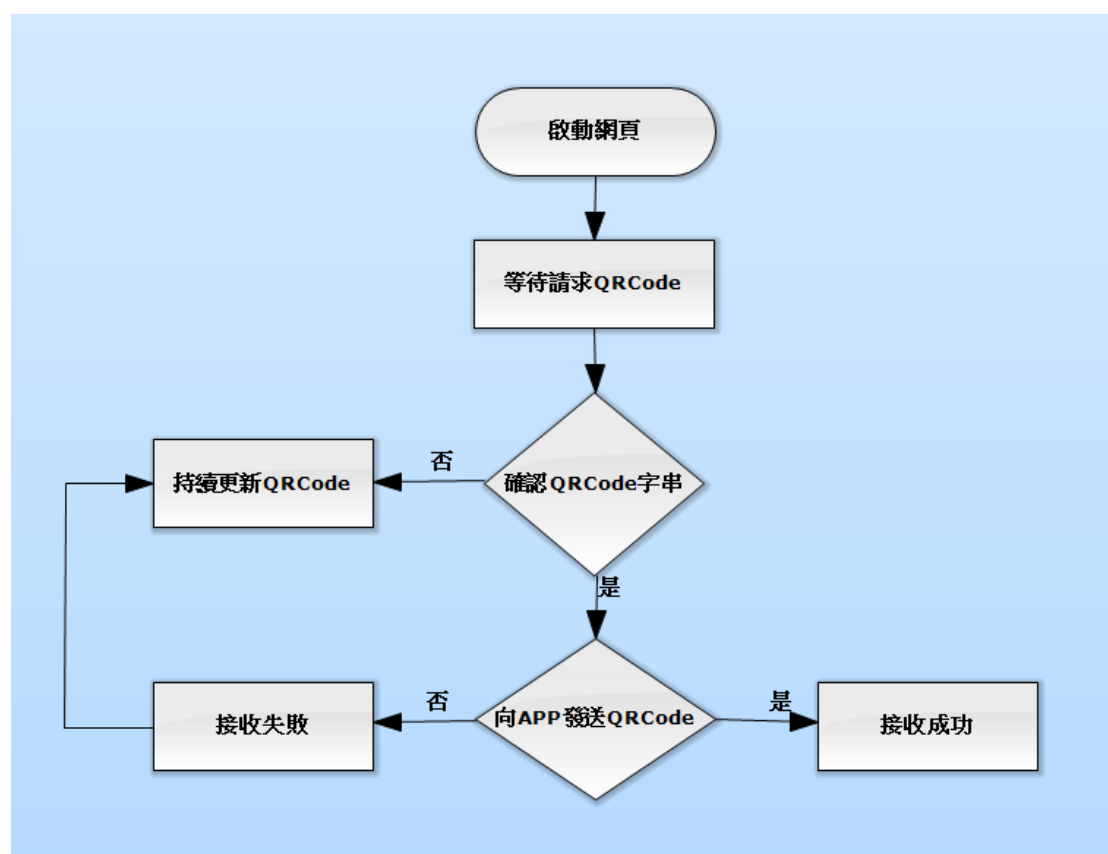 啟動網頁
等待請求QRCode
確認QRCode字串
否
持續更新QRCode
是
向APP發送QRCode
否
接收失敗
是
接收成功